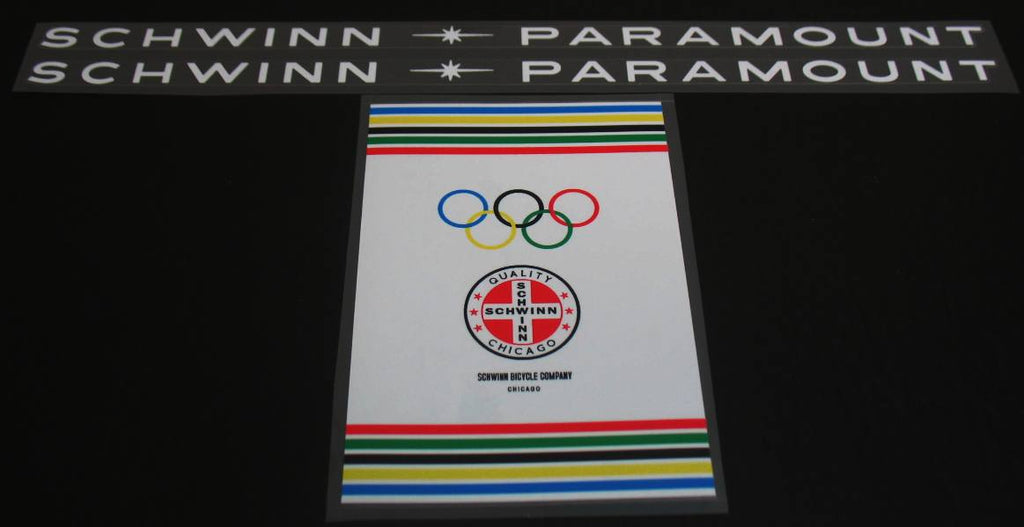 SCHWINN PARAMOUNT
SCHWINN PARAMOUNT
QUALITY
SCHWINN
SCHWINN
CHICAGO
SCHWINN BICYCLE COMPANY
CHICAGO